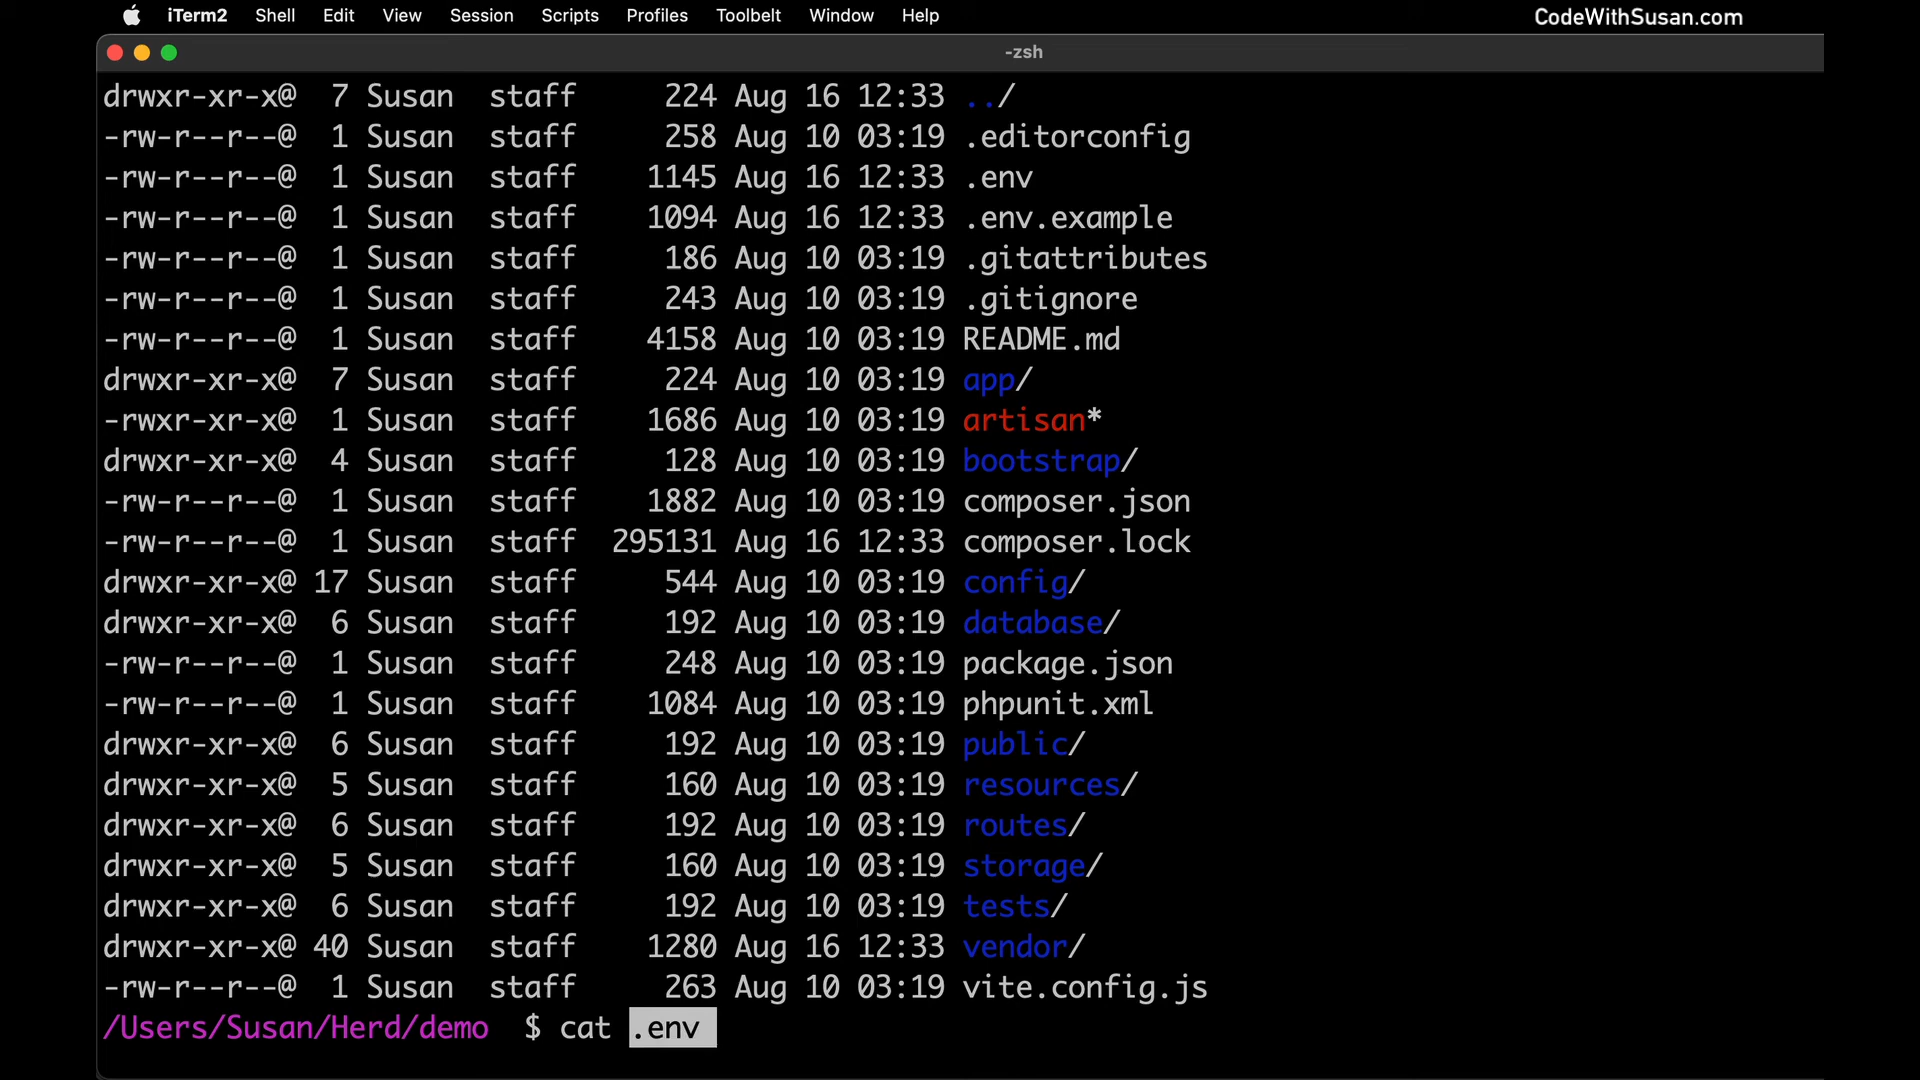 iTerm2 Shell Edit View Session Scripts Profiles Toolbelt Window Help CodeWithSusan.com
-zsh
drwxr-xr-x@  7 Susan  staff     224 Aug 16 12:33 ../
-rw-r--r--@  1 Susan  staff     258 Aug 10 03:19 .editorconfig
-rw-r--r--@  1 Susan  staff    1145 Aug 16 12:33 .env
-rw-r--r--@  1 Susan  staff    1094 Aug 16 12:33 .env.example
-rw-r--r--@  1 Susan  staff     186 Aug 10 03:19 .gitattributes
-rw-r--r--@  1 Susan  staff     243 Aug 10 03:19 .gitignore
-rw-r--r--@  1 Susan  staff    4158 Aug 10 03:19 README.md
drwxr-xr-x@  7 Susan  staff     224 Aug 10 03:19 app/
-rwxr-xr-x@  1 Susan  staff    1686 Aug 10 03:19 artisan*
drwxr-xr-x@  4 Susan  staff     128 Aug 10 03:19 bootstrap/
-rw-r--r--@  1 Susan  staff    1882 Aug 10 03:19 composer.json
-rw-r--r--@  1 Susan  staff  295131 Aug 16 12:33 composer.lock
drwxr-xr-x@ 17 Susan  staff     544 Aug 10 03:19 config/
drwxr-xr-x@  6 Susan  staff     192 Aug 10 03:19 database/
-rw-r--r--@  1 Susan  staff     248 Aug 10 03:19 package.json
-rw-r--r--@  1 Susan  staff    1084 Aug 10 03:19 phpunit.xml
drwxr-xr-x@  6 Susan  staff     192 Aug 10 03:19 public/
drwxr-xr-x@  5 Susan  staff     160 Aug 10 03:19 resources/
drwxr-xr-x@  6 Susan  staff     192 Aug 10 03:19 routes/
drwxr-xr-x@  5 Susan  staff     160 Aug 10 03:19 storage/
drwxr-xr-x@  6 Susan  staff     192 Aug 10 03:19 tests/
drwxr-xr-x@ 40 Susan  staff    1280 Aug 16 12:33 vendor/
-rw-r--r--@  1 Susan  staff     263 Aug 10 03:19 vite.config.js
/Users/Susan/Herd/demo  $ cat .env